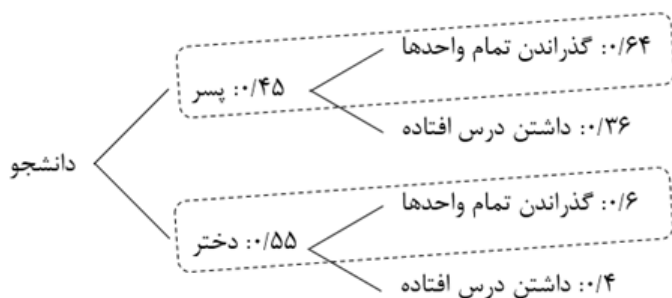 گذراندن تمام واحدها :۰/۶۴
پسر :۰/۴۵
داشتن درس افتاده :۰/۳۶
دانشجو
گذراندن تمام واحدها :۰/۶
دختر :۰/۵۵
داشتن درس افتاده :۰/۴